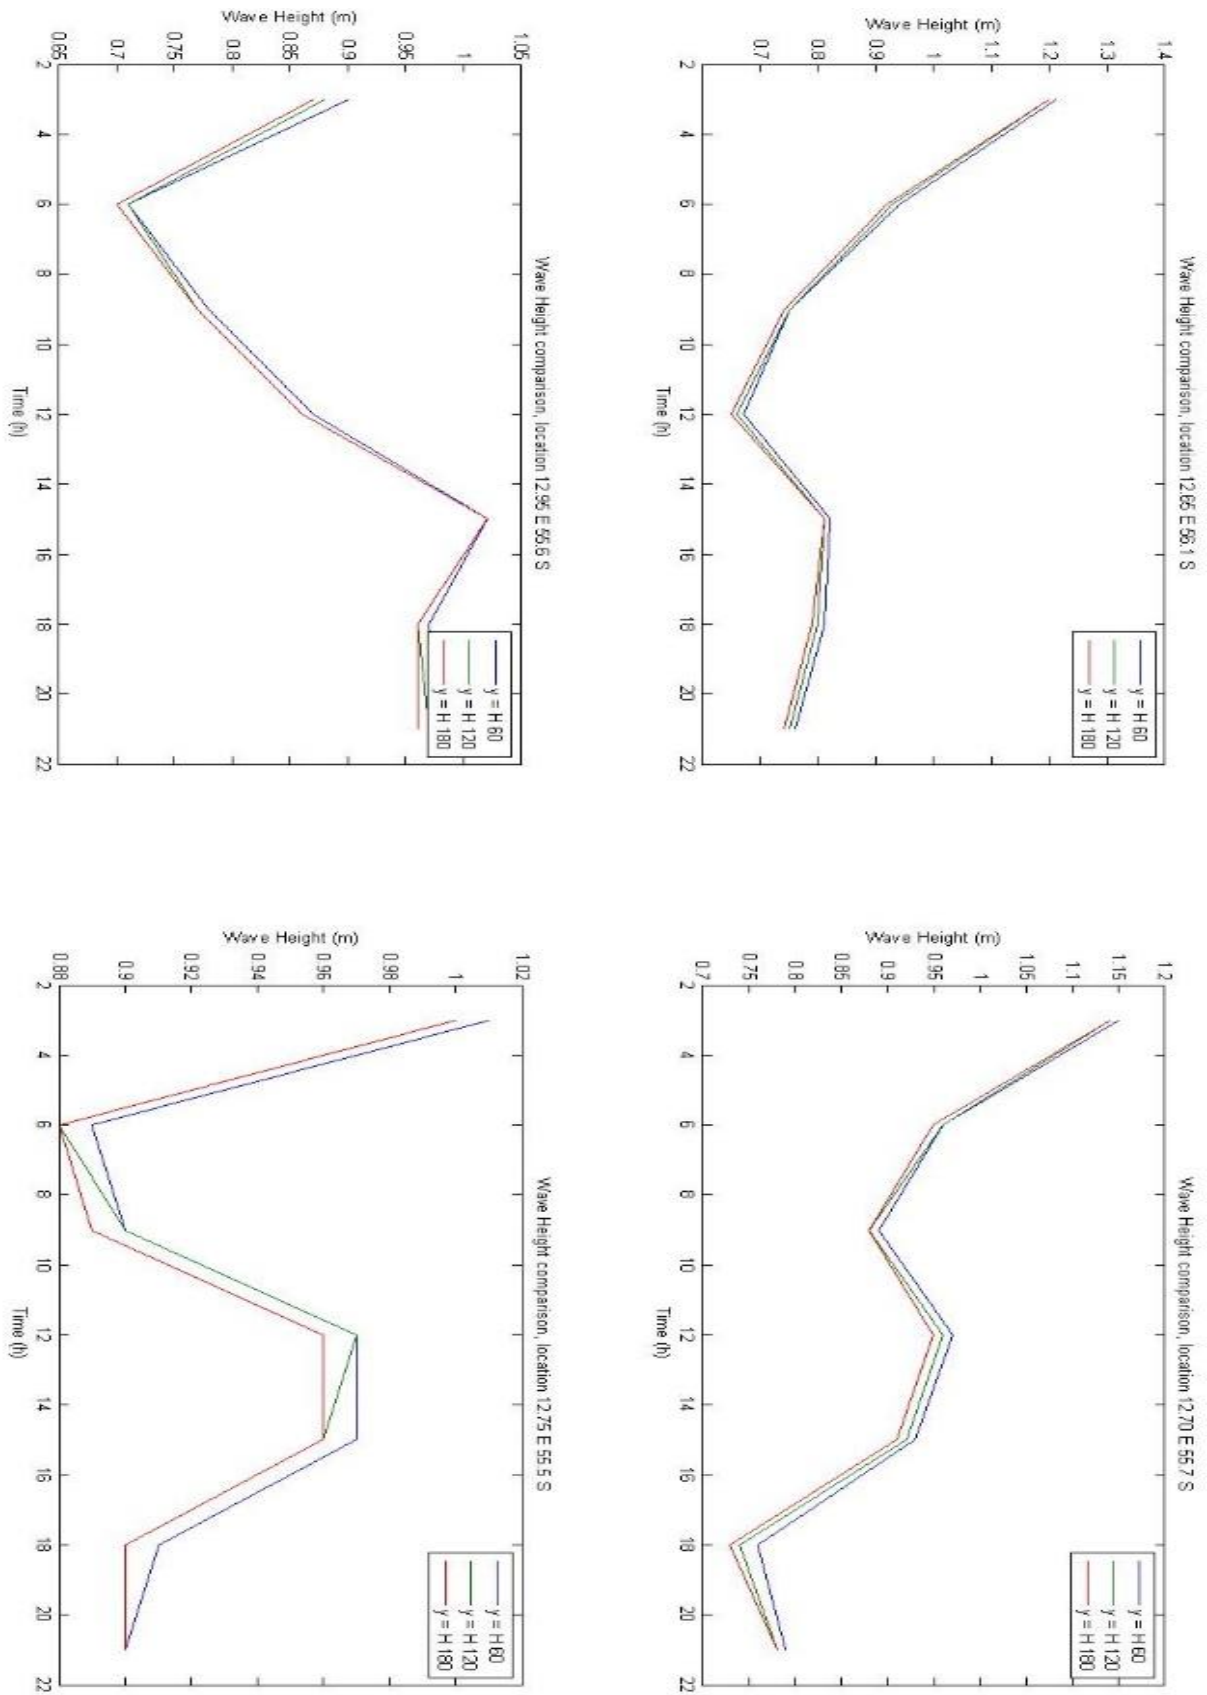 Wave Height comparison, location 12.65 E 56.1 S
1.4
1.3
1.2
1.1
1
0.9
0.8
0.7
Wave Height (m)
y = H 60
y = H 120
y = H 180
2 4 6 8 10 12 14 16 18 20 22
Time (h)
Wave Height comparison, location 12.70 E 55.7 S
1.2
1.15
1.1
1.05
1
0.95
0.9
0.85
0.8
0.75
0.7
Wave Height (m)
y = H 60
y = H 120
y = H 180
2 4 6 8 10 12 14 16 18 20 22
Time (h)
Wave Height comparison, location 12.95 E 55.6 S
1.05
1
0.95
0.9
0.85
0.8
0.75
0.7
0.65
Wave Height (m)
y = H 60
y = H 120
y = H 180
2 4 6 8 10 12 14 16 18 20 22
Time (h)
Wave Height comparison, location 12.75 E 55.5 S
1.02
1
0.98
0.96
0.94
0.92
0.9
0.88
Wave Height (m)
y = H 60
y = H 120
y = H 180
2 4 6 8 10 12 14 16 18 20 22
Time (h)